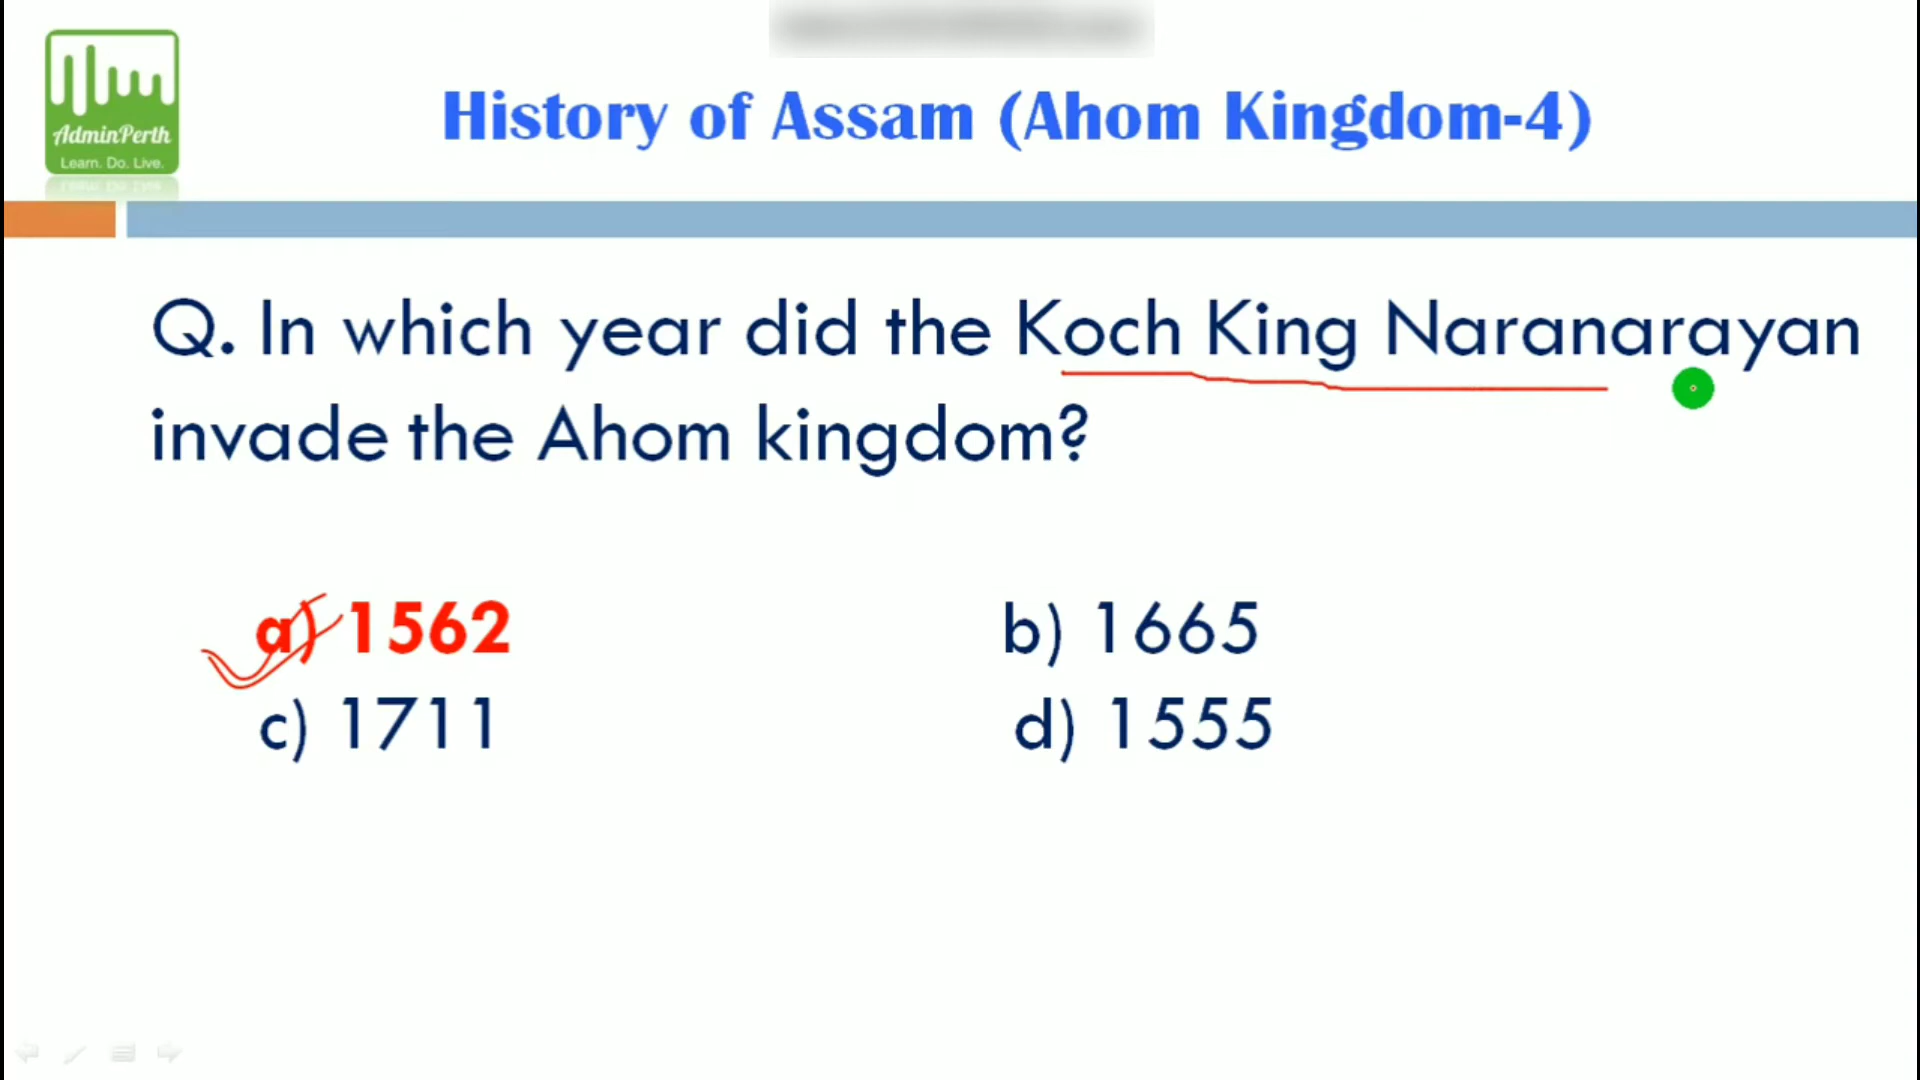 AdminPerth
Learn. Do. Live.
History of Assam (Ahom Kingdom-4)
Q. In which year did the Koch King Naranarayan
invade the Ahom kingdom?
a) 1562
b) 1665
c) 1711
d) 1555